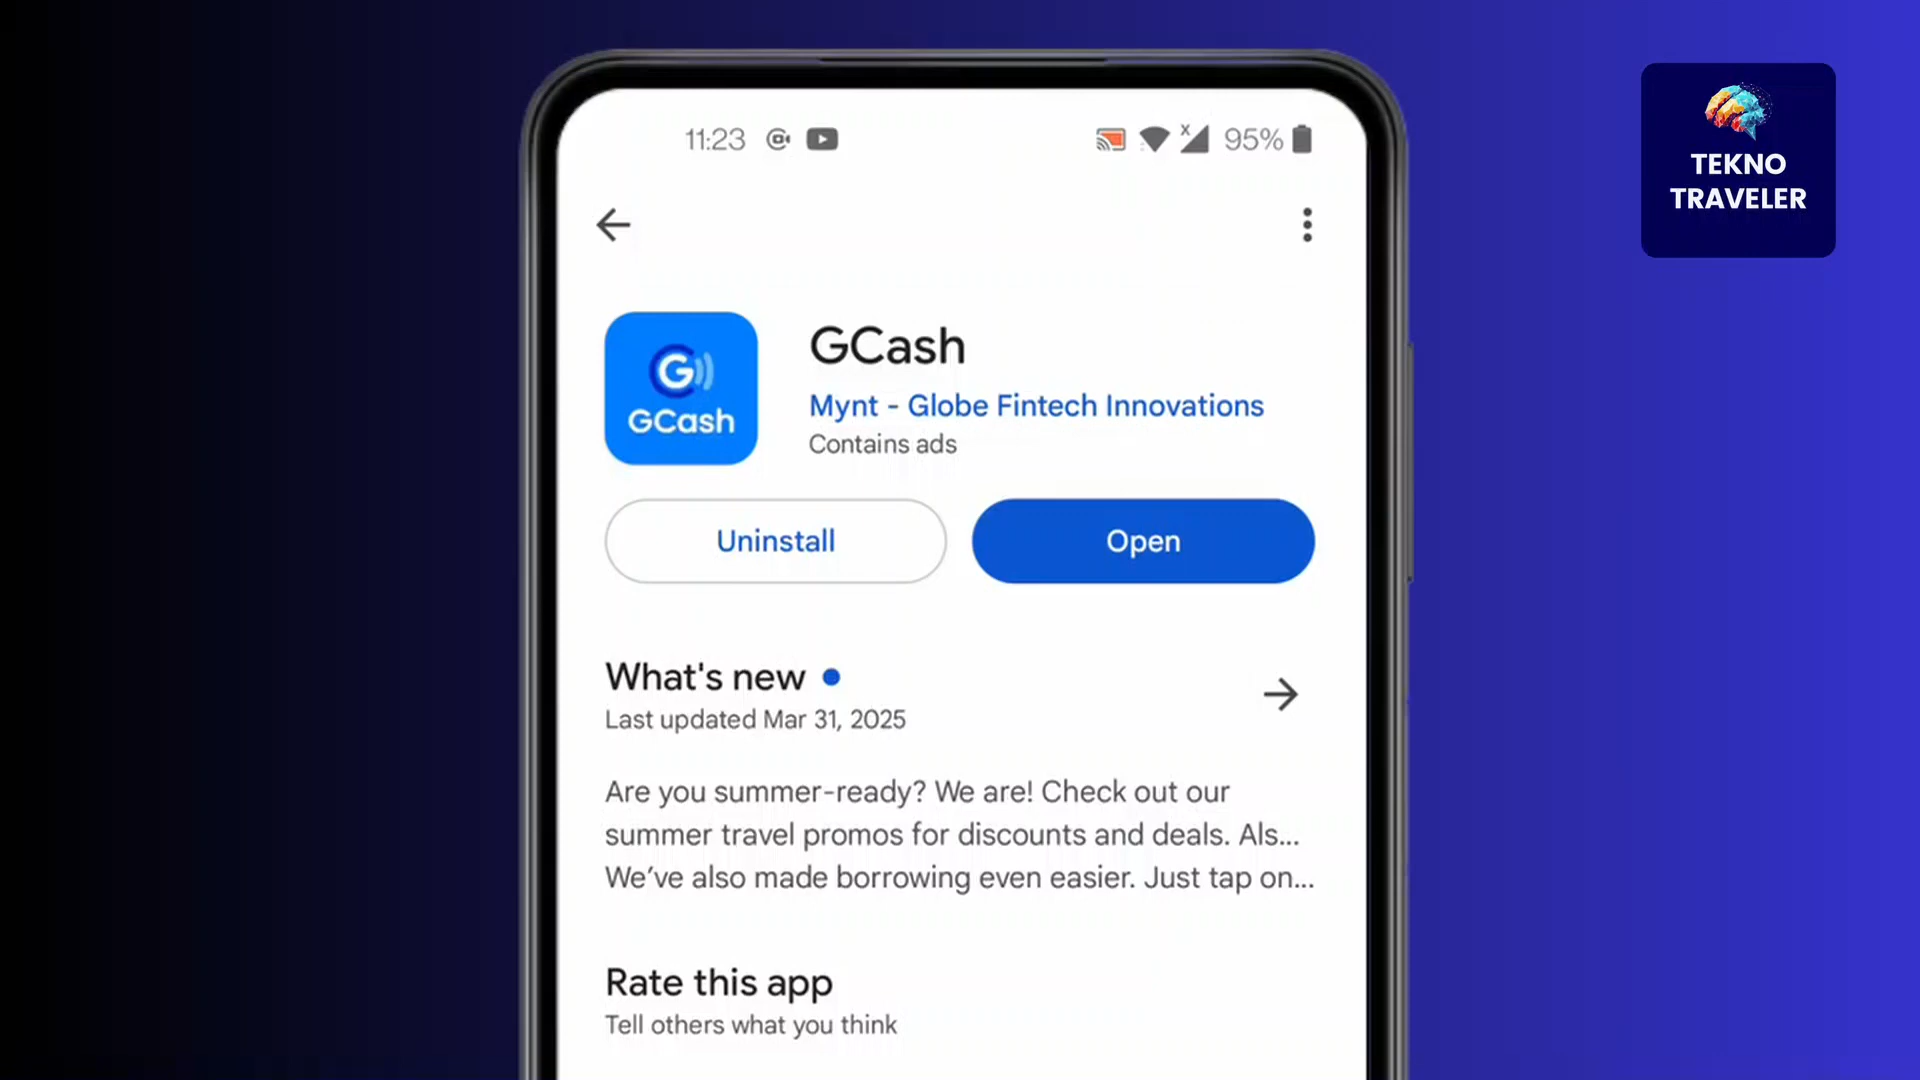 11:23
95%
TEKNO
TRAVELER
GCash
GCash
Mynt - Globe Fintech Innovations
Contains ads
Uninstall
Open
What's new
Last updated Mar 31, 2025
Are you summer-ready? We are! Check out our
summer travel promos for discounts and deals. Als...
We've also made borrowing even easier. Just tap on...
Rate this app
Tell others what you think